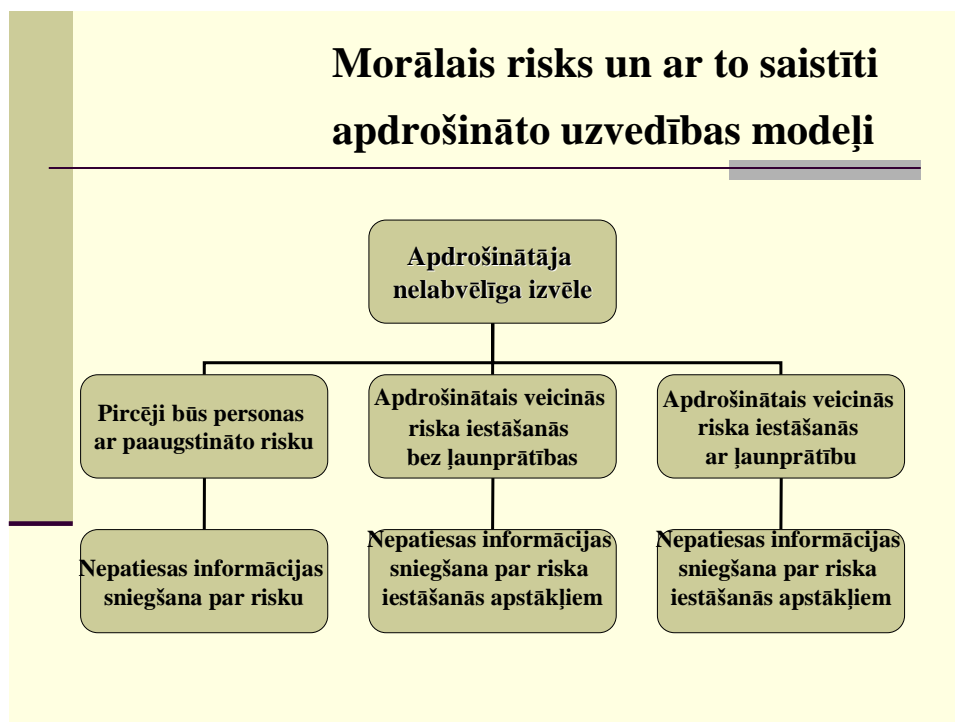 Morālais risks un ar to saistīti
apdrošināto uzvedības modeļi
Apdrošinātāja
nelabvēlīga izvēle
Pircēji būs personas
ar paaugstināto risku
Apdrošinātais veicinās
riska iestāšanās
bez ļaunprātības
Apdrošinātais veicinās
riska iestāšanās
ar ļaunprātību
Nepatiesas informācijas
sniegšana par risku
Nepatiesas informācijas
sniegšana par riska
iestāšanās apstākļiem
Nepatiesas informācijas
sniegšana par riska
iestāšanās apstākļiem